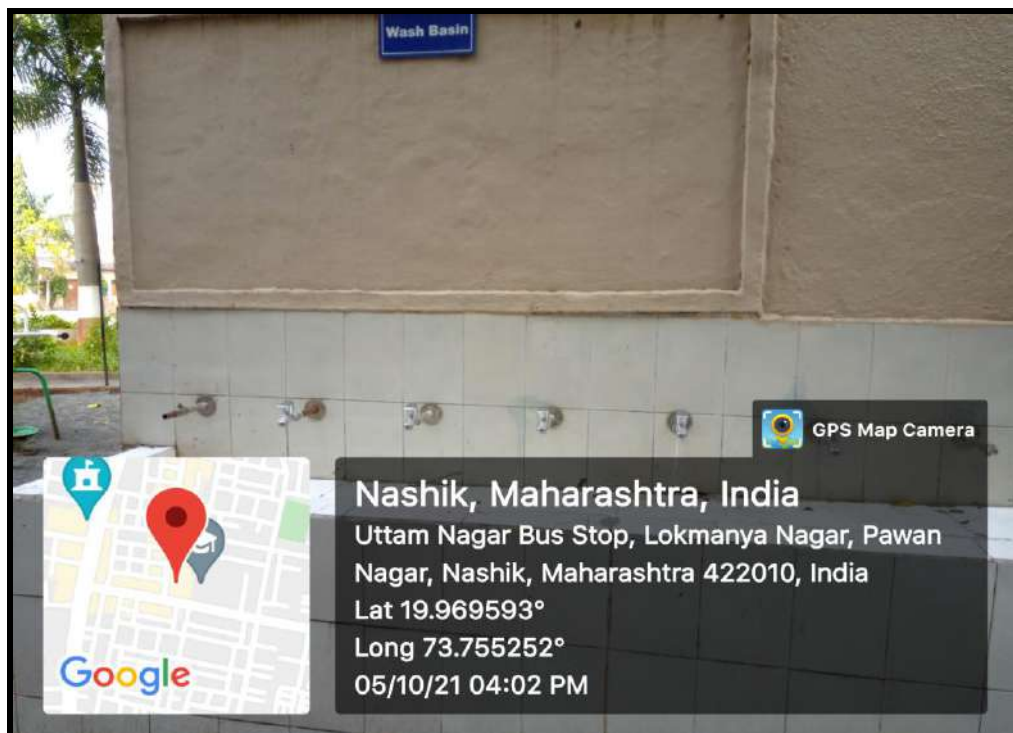 Wash Basin
GPS Map Camera
Nashik, Maharashtra, India
Uttam Nagar Bus Stop, Lokmanya Nagar, Pawan
Nagar, Nashik, Maharashtra 422010, India
Lat 19.969593°
Long 73.755252°
05/10/21 04:02 PM
Google